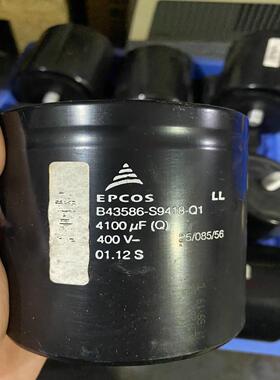 EPCOS
LL
B43586-S9418-Q1
4100 µF (Q)
400 V– 25/085/56
01.12 S